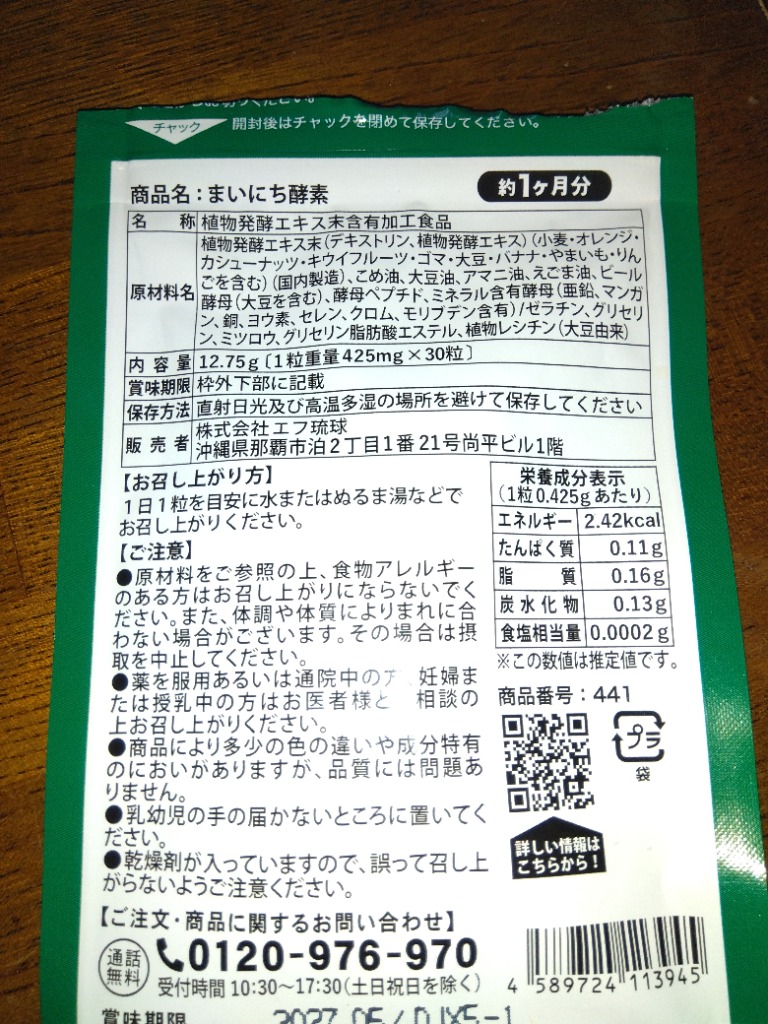 チャック 開封後はチャックを閉めて保存してください。
商品名：まいにち酵素 約1ヶ月分
名 称 植物発酵エキス末含有加工食品
原材料名 植物発酵エキス末（デキストリン、植物発酵エキス）（小麦・オレンジ・
カシューナッツ・キウイフルーツ・ゴマ・大豆・バナナ・やまいも・りん
ごを含む）（国内製造）、こめ油、大豆油、アマニ油、えごま油、ビール
酵母（大豆を含む）、酵母ペプチド、ミネラル含有酵母（亜鉛、マンガ
ン、銅、ヨウ素、セレン、クロム、モリブデン含有）/ゼラチン、グリセリ
ン、ミツロウ、グリセリン脂肪酸エステル、植物レシチン（大豆由来）
内 容 量 12.75g〔1粒重量425mg×30粒〕
賞味期限 枠外下部に記載
保存方法 直射日光及び高温多湿の場所を避けて保存してください
販 売 者 株式会社エフ琉球
沖縄県那覇市泊2丁目1番21号尚平ビル1階
【お召し上がり方】
1日1粒を目安に水またはぬるま湯などで
お召し上がりください。
【ご注意】
●原材料をご参照の上、食物アレルギー
のある方はお召し上がりにならないでく
ださい。また、体調や体質によりまれに合
わない場合がございます。その場合は摂
取を中止してください。
●薬を服用あるいは通院中の方、妊婦ま
たは授乳中の方はお医者様と 相談の
上お召し上がりください。
●商品により多少の色の違いや成分特有
のにおいがありますが、品質には問題あ
りません。
●乳幼児の手の届かないところに置いてく
ださい。
●乾燥剤が入っていますので、誤って召し上
がらないようご注意ください。
栄養成分表示
（1粒0.425gあたり）
エネルギー 2.42kcal
たんぱく質 0.11g
脂 質 0.16g
炭水化物 0.13g
食塩相当量 0.0002g
※この数値は推定値です。
商品番号：441
プラ
袋
詳しい情報は
こちらから！
【ご注文・商品に関するお問い合わせ】
通話
無料
0120-976-970
受付時間 10:30～17:30（土日祝日を除く）
4 589724 113945
賞味期限